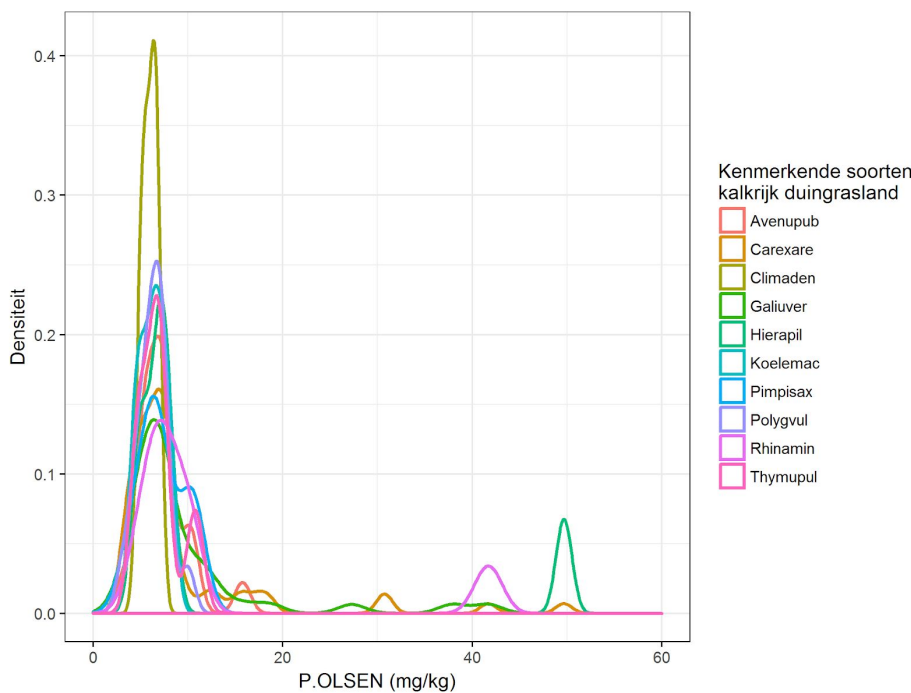 0.4
0.3
0.2
0.1
0.0
Densiteit
0
20
40
60
P.OLSEN (mg/kg)
Kenmerkende soorten
kalkrijk duingrasland
Avenupub
Carexare
Climaden
Galiuver
Hierapil
Koelemac
Pimpisax
Polygvul
Rhinamin
Thymupul